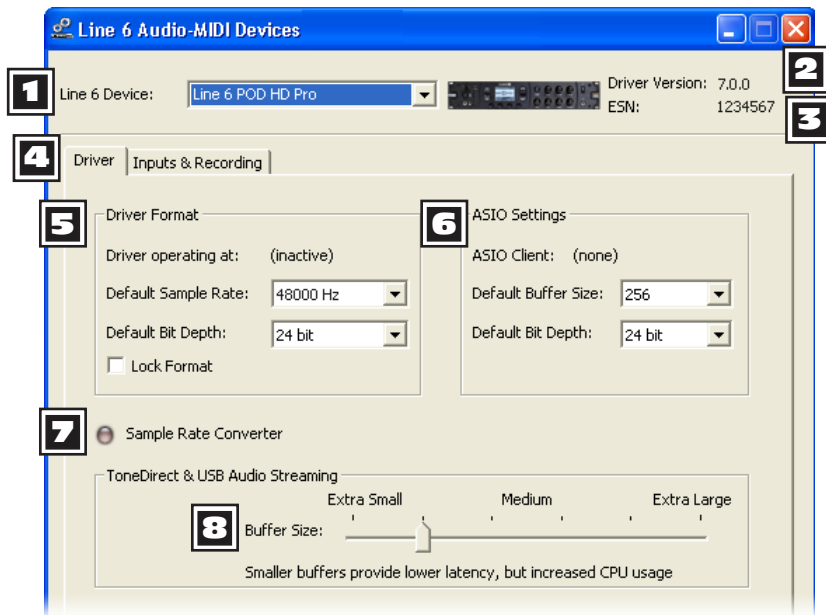 Line 6 Audio-MIDI Devices
1
Line 6 Device:
Line 6 POD HD Pro
Driver Version: 7.0.0
2
ESN: 1234567
3
4
Driver
Inputs & Recording
5
Driver Format
Driver operating at: (inactive)
Default Sample Rate: 48000 Hz
Default Bit Depth: 24 bit
Lock Format
6
ASIO Settings
ASIO Client: (none)
Default Buffer Size: 256
Default Bit Depth: 24 bit
7
Sample Rate Converter
ToneDirect & USB Audio Streaming
Extra Small Medium Extra Large
8
Buffer Size:
Smaller buffers provide lower latency, but increased CPU usage